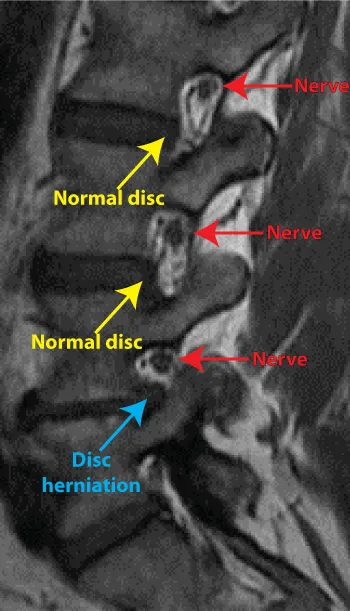 Nerve
Normal disc
Nerve
Normal disc
Nerve
Disc
herniation